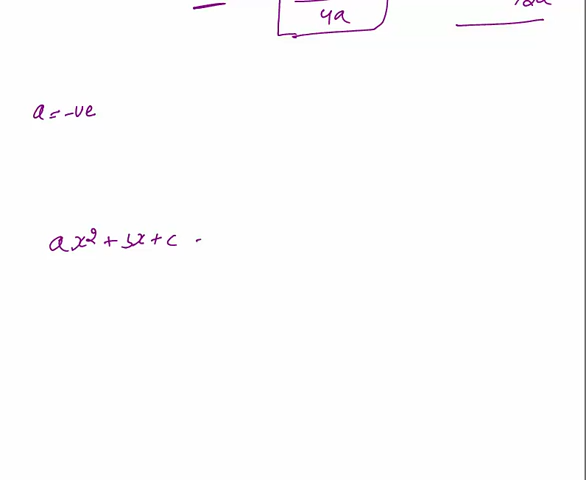 4a
a = -ve
ax² + bx + c -